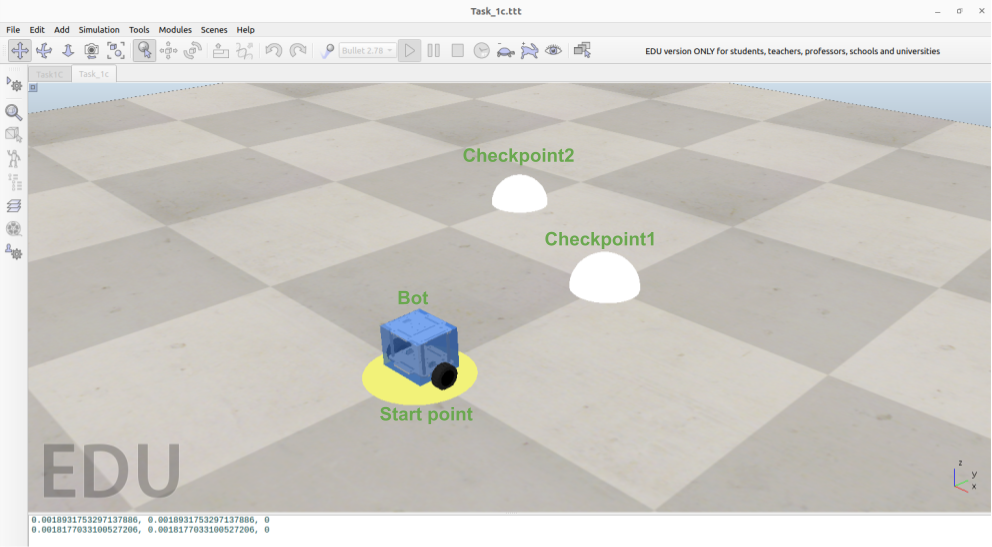 Task_1c.ttt
File Edit Add Simulation Tools Modules Scenes Help
Bullet 2.78
EDU version ONLY for students, teachers, professors, schools and universities
Task1C Task_1c
Checkpoint2
Checkpoint1
Bot
Start point
EDU
z
y
x
0.0018931753297137886, 0.0018931753297137886, 0
0.0018177033100527206, 0.0018177033100527206, 0